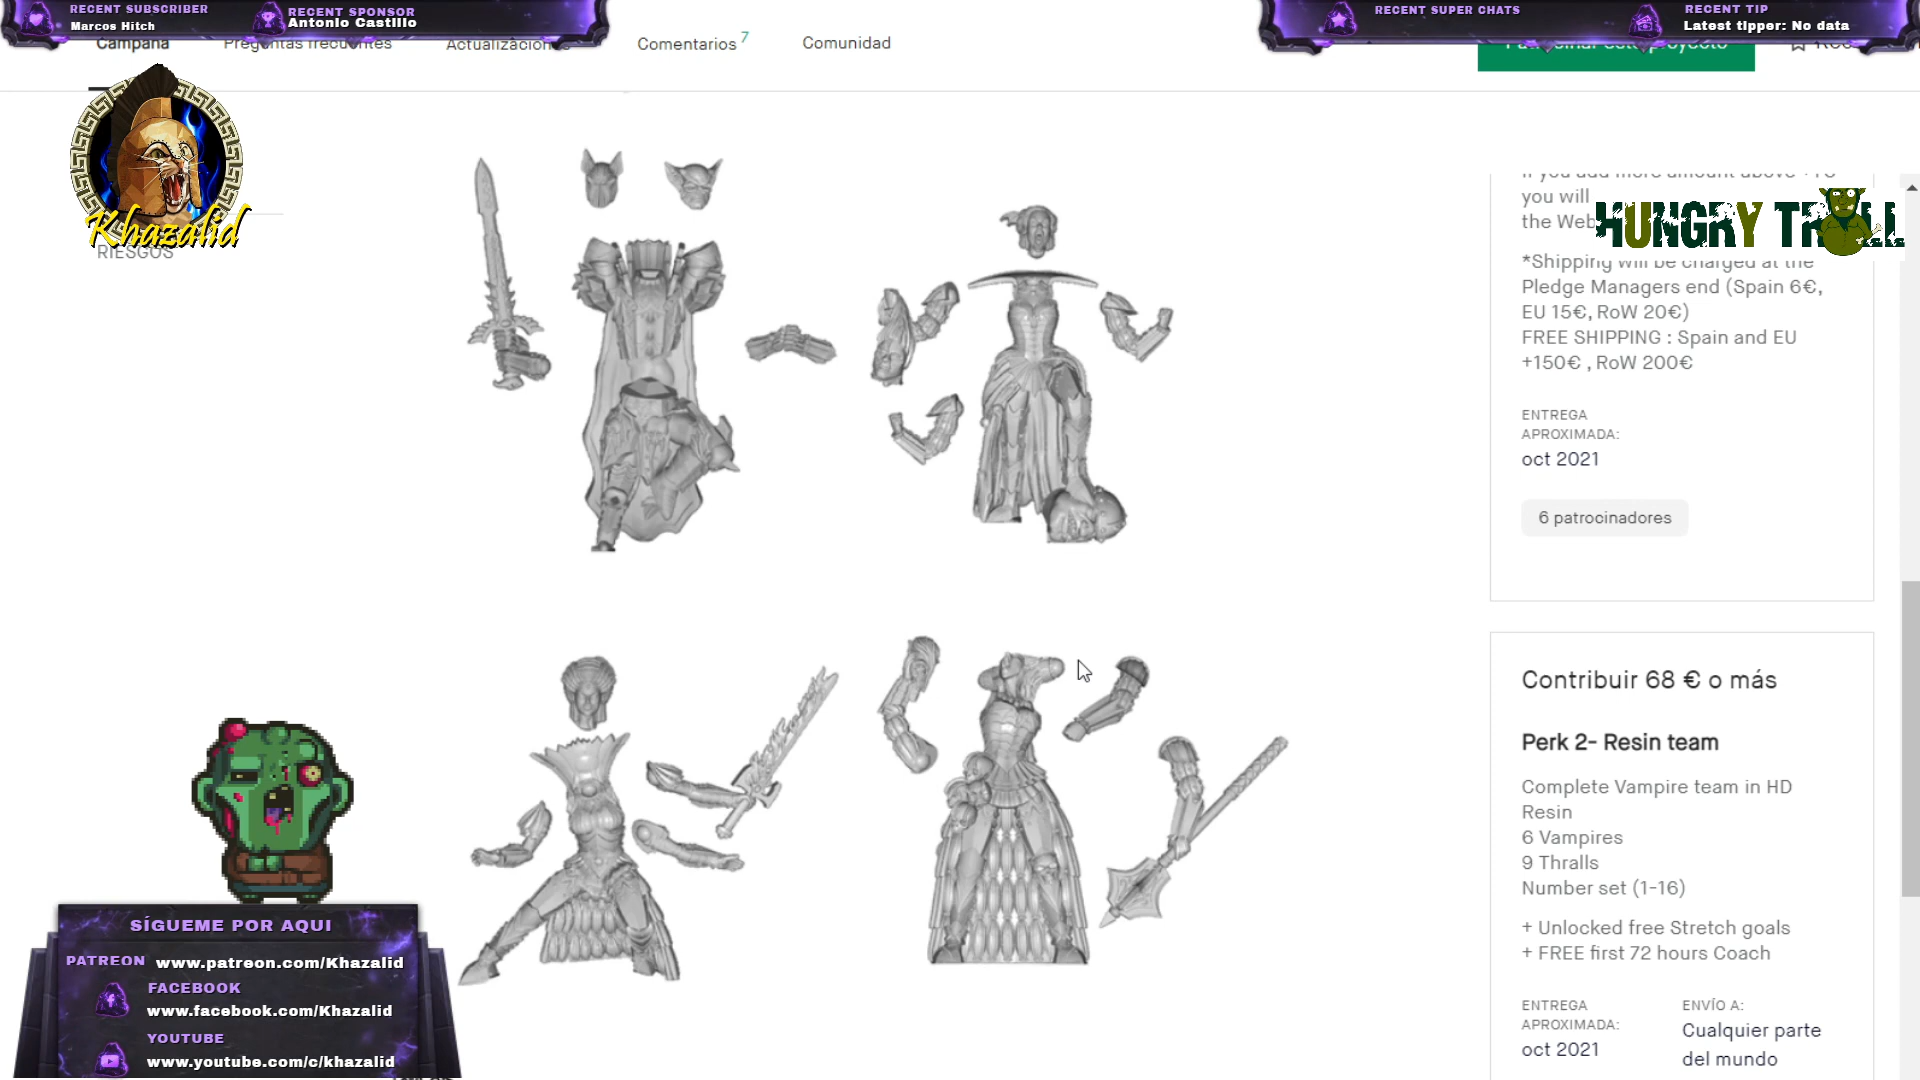 RECENT SUBSCRIBER
Marcos Hitch
RECENT SPONSOR
Antonio Castillo
RECENT SUPER CHATS
RECENT TIP
Latest tipper: No data
Campaña
Preguntas frecuentes
Comentarios 7
Comunidad
Khazalid
RIESGOS
HUNGRY TROLL
you will
the Web
*Shipping will be charged at the
Pledge Managers end (Spain 6€,
EU 15€, RoW 20€)
FREE SHIPPING : Spain and EU
+150€ , RoW 200€
ENTREGA
APROXIMADA:
oct 2021
6 patrocinadores
Contribuir 68 € o más
Perk 2- Resin team
Complete Vampire team in HD
Resin
6 Vampires
9 Thralls
Number set (1-16)
+ Unlocked free Stretch goals
+ FREE first 72 hours Coach
ENTREGA
APROXIMADA:
oct 2021
ENVÍO A:
Cualquier parte
del mundo
SÍGUEME POR AQUI
PATREON www.patreon.com/Khazalid
FACEBOOK
www.facebook.com/Khazalid
YOUTUBE
www.youtube.com/c/khazalid